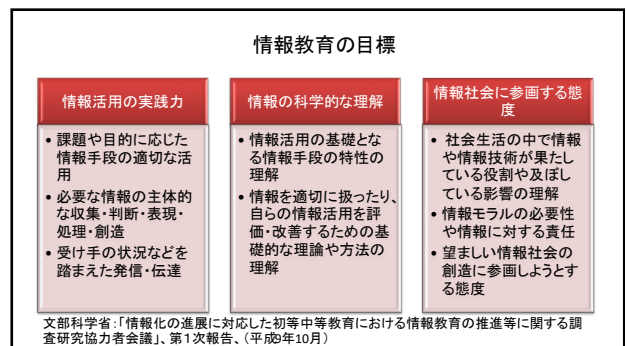 情報教育の目標
情報活用の実践力
• 課題や目的に応じた
情報手段の適切な活
用
• 必要な情報の主体的
な収集・判断・表現・
処理・創造
• 受け手の状況などを
踏まえた発信・伝達
情報の科学的な理解
• 情報活用の基礎とな
る情報手段の特性の
理解
• 情報を適切に扱ったり、
自らの情報活用を評
価・改善するための基
礎的な理論や方法の
理解
情報社会に参画する態
度
• 社会生活の中で情報
や情報技術が果たし
ている役割や及ぼし
ている影響の理解
• 情報モラルの必要性
や情報に対する責任
• 望ましい情報社会の
創造に参画しようとす
る態度
文部科学省:「情報化の進展に対応した初等中等教育における情報教育の推進等に関する調
査研究協力者会議」、第1次報告、(平成9年10月)